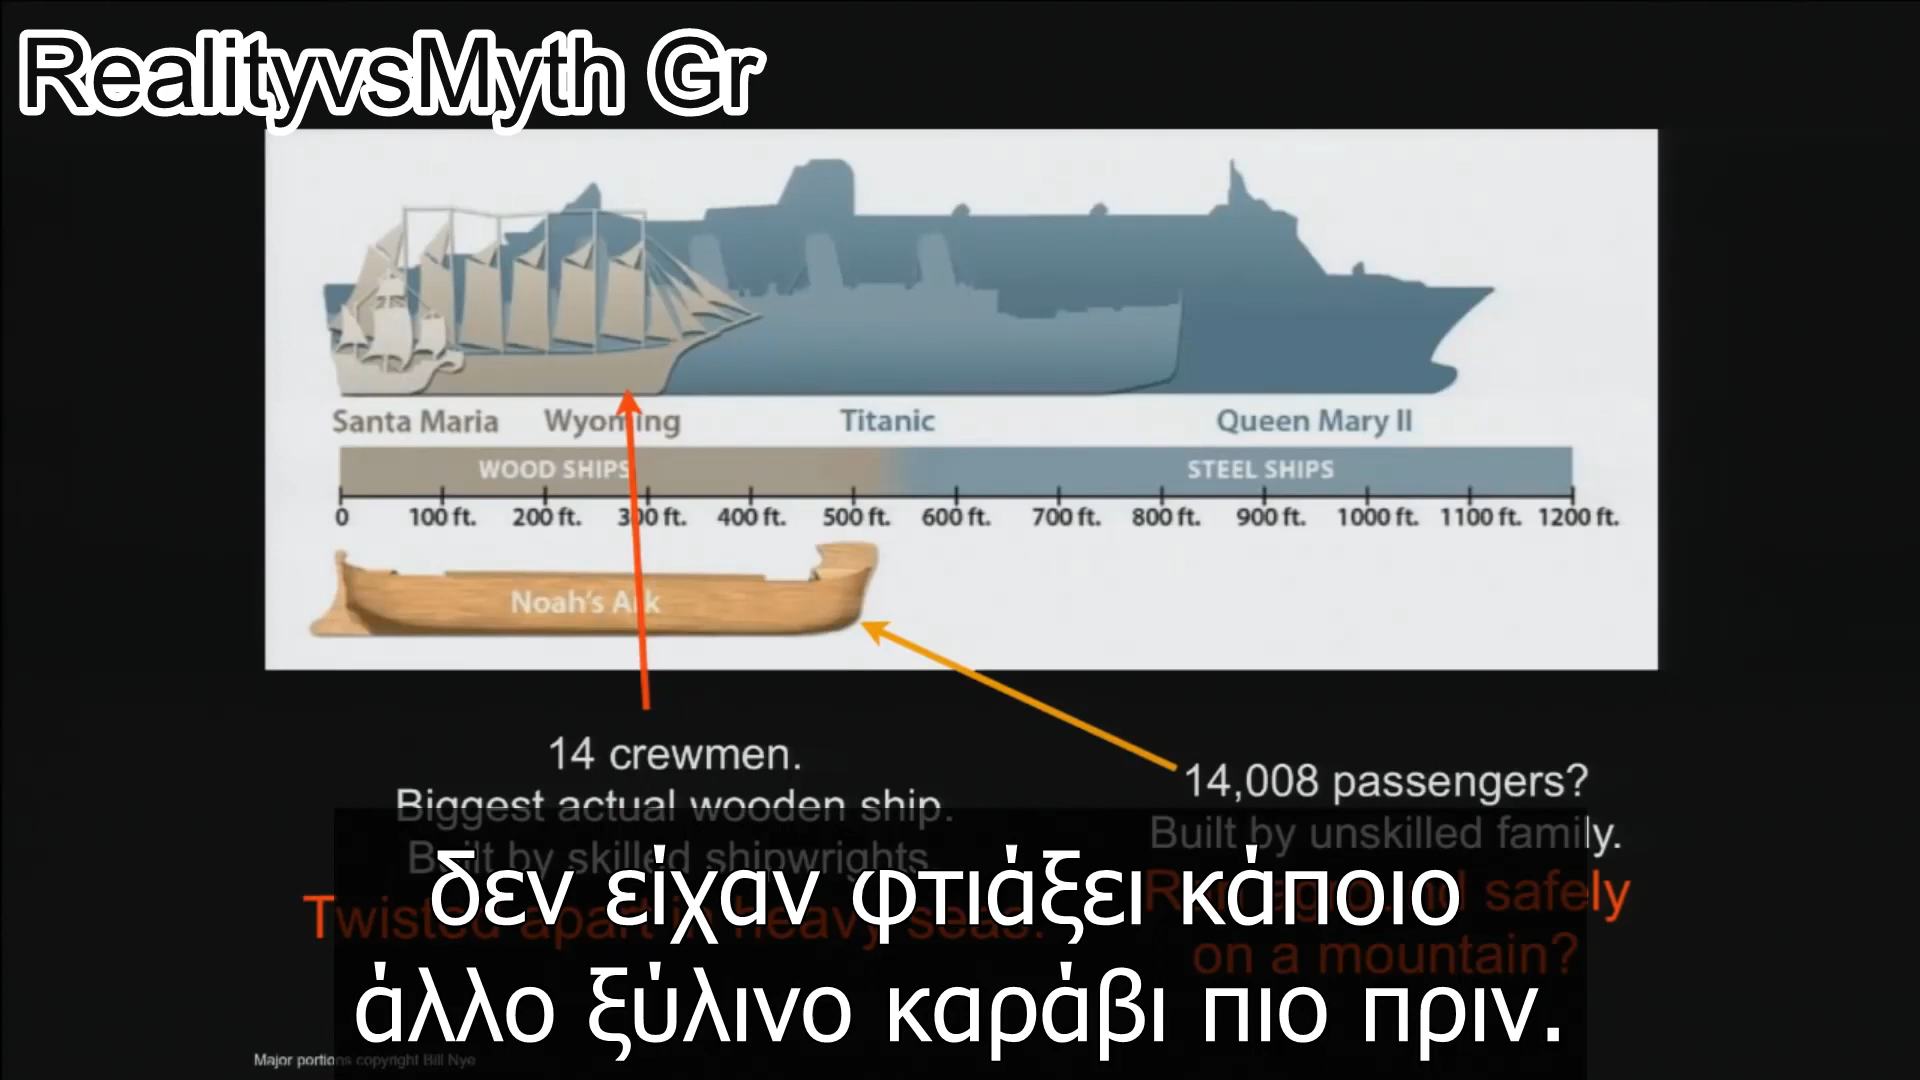 RealityvsMyth Gr
Santa Maria Wyoming Titanic Queen Mary II
WOOD SHIPS STEEL SHIPS
0 100 ft. 200 ft. 300 ft. 400 ft. 500 ft. 600 ft. 700 ft. 800 ft. 900 ft. 1000 ft. 1100 ft. 1200 ft.
Noah's Ark
14 crewmen.
Biggest actual wooden ship.
Built by skilled shipwrights.
Twisted apart in heavy seas.
14,008 passengers?
Built by unskilled family.
Ran aground safely
on a mountain?
δεν είχαν φτιάξει κάποιο
άλλο ξύλινο καράβι πιο πριν.
Major portions copyright Bill Nye